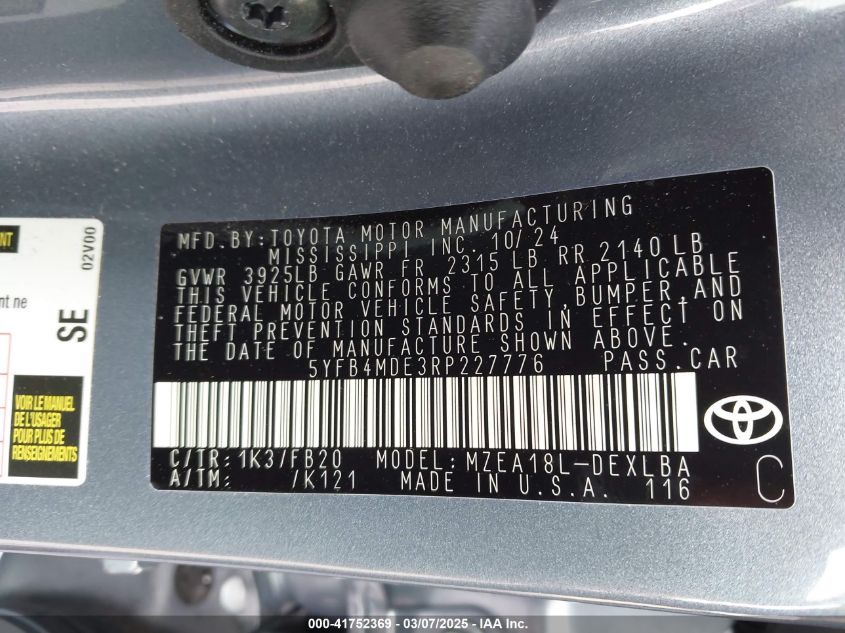 MFD. BY: TOYOTA MOTOR MANUFACTURING
MISSISSIPPI INC. 10/24
GVWR 3925LB GAWR FR 2315 LB RR 2140 LB
THIS VEHICLE CONFORMS TO ALL APPLICABLE
FEDERAL MOTOR VEHICLE SAFETY, BUMPER, AND
THEFT PREVENTION STANDARDS IN EFFECT ON
THE DATE OF MANUFACTURE SHOWN ABOVE.
5YFB4MDE3RP227776 PASS.CAR
C/TR: 1K37/FB20 MODEL: MZEA18L-DEXLBA
A/TM: /K121 MADE IN U.S.A. 116
C
02V00
SE
nt ne
VOIR LE MANUEL
DE L'USAGER
POUR PLUS DE
RENSEIGNEMENTS
000-41752369 - 03/07/2025 - IAA Inc.